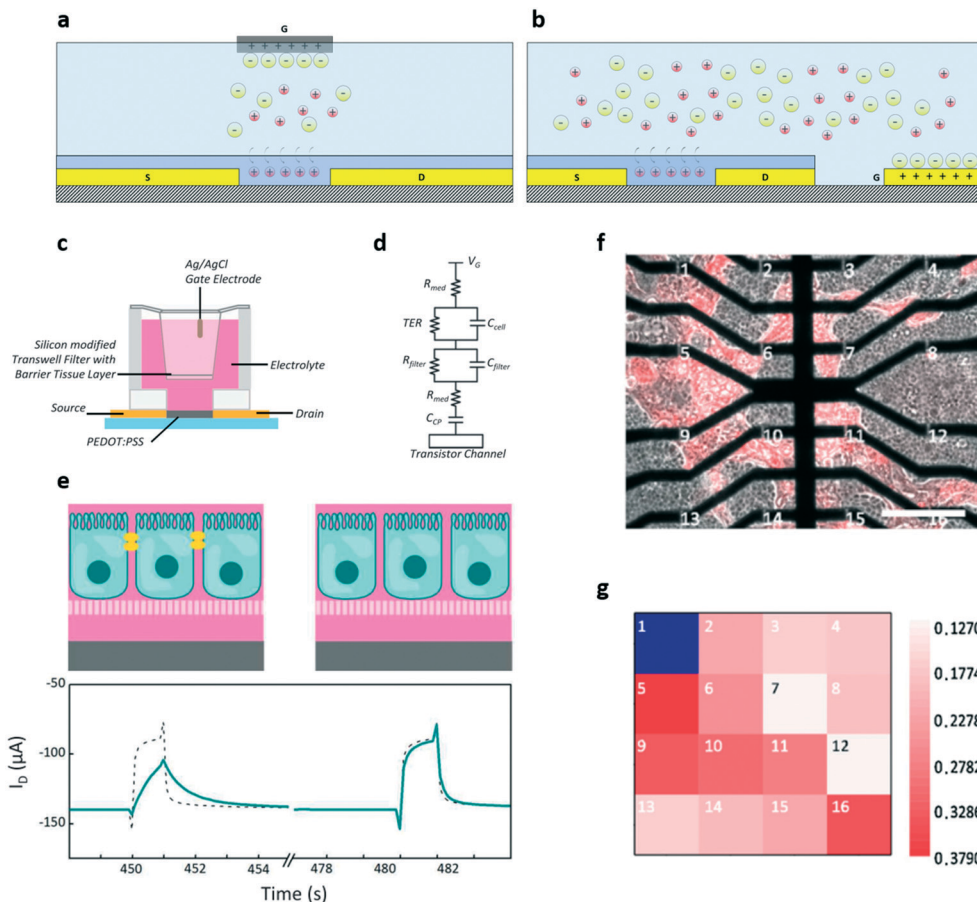 a
G
+ + + + + +
- - - - -
S
D
b
S
D
G
+ + + + + +
c
Ag/AgCl
Gate Electrode
Silicon modified
Transwell Filter with
Barrier Tissue Layer
Electrolyte
Source
Drain
PEDOT:PSS
d
V_G
R_med
TER
C_cell
R_filter
C_filter
R_med
C_CP
Transistor Channel
e
-50
-100
-150
I_D (µA)
450 452 454 478 480 482
Time (s)
f
1 2 3 4
5 6 7 8
9 10 11 12
13 14 15 16
g
1 2 3 4
5 6 7 8
9 10 11 12
13 14 15 16
0.1270
0.1774
0.2278
0.2782
0.3286
0.3790